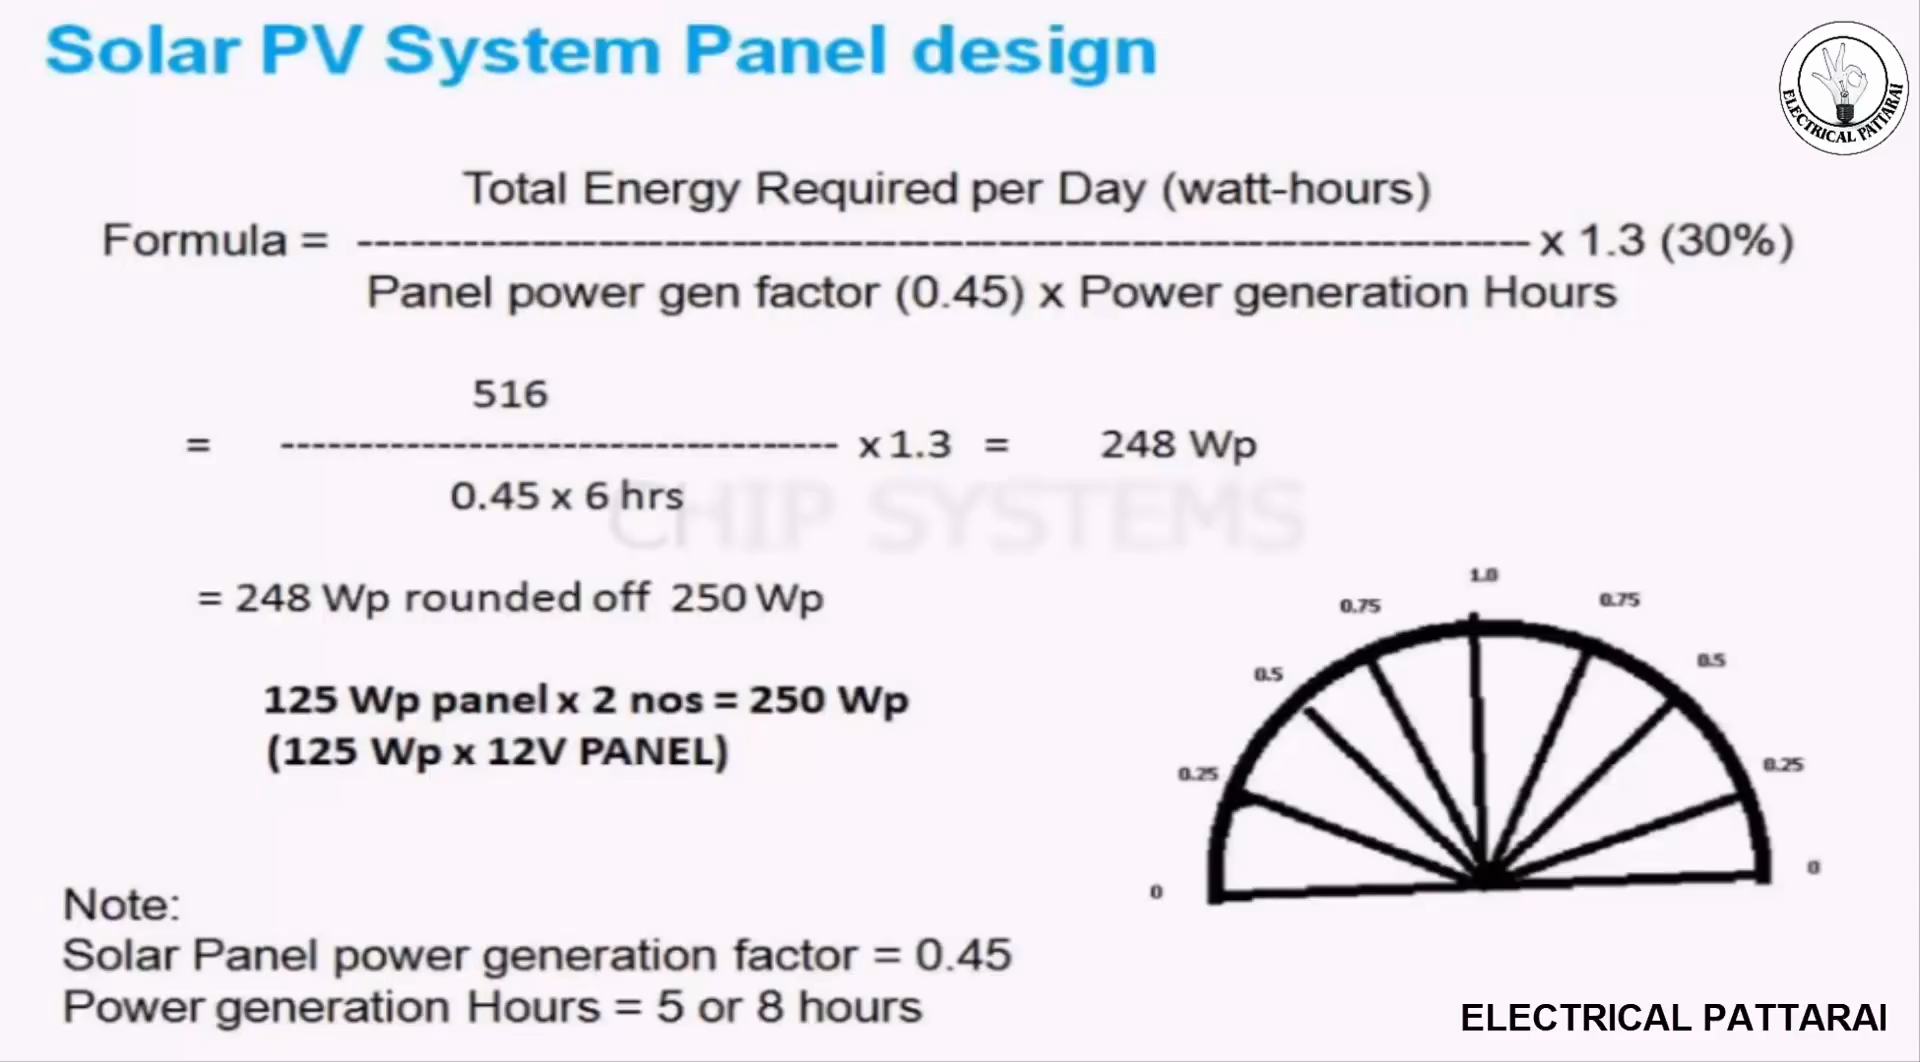 Solar PV System Panel design
ELECTRICAL PATTARAI
Total Energy Required per Day (watt-hours)
Formula = ------------------------------------------------------------------------ x 1.3 (30%)
Panel power gen factor (0.45) x Power generation Hours
516
= ------------------------------------ x 1.3 = 248 Wp
0.45 x 6 hrs
CHIP SYSTEMS
= 248 Wp rounded off 250 Wp
125 Wp panel x 2 nos = 250 Wp
(125 Wp x 12V PANEL)
1.0
0.75
0.75
0.5
0.5
0.25
0.25
0
0
Note:
Solar Panel power generation factor = 0.45
Power generation Hours = 5 or 8 hours
ELECTRICAL PATTARAI